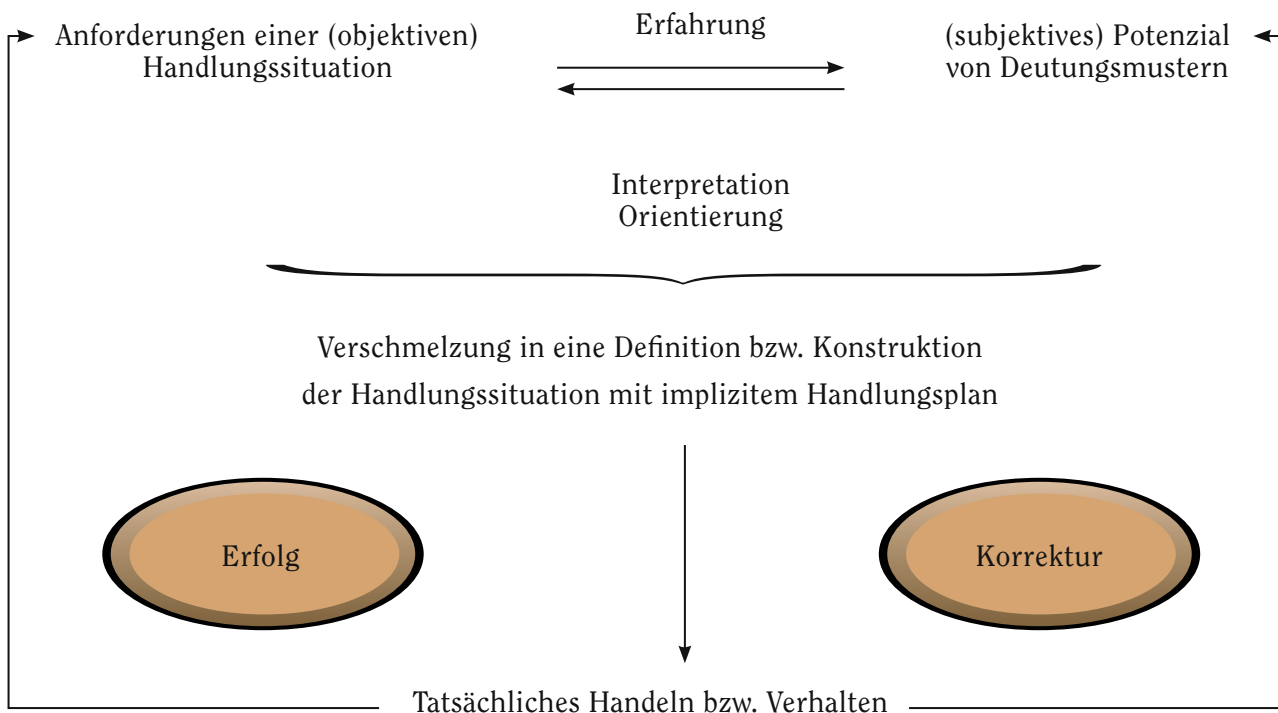 Anforderungen einer (objektiven)
Handlungssituation
Erfahrung
(subjektives) Potenzial
von Deutungsmustern
Interpretation
Orientierung
Verschmelzung in eine Definition bzw. Konstruktion
der Handlungssituation mit implizitem Handlungsplan
Erfolg
Korrektur
Tatsächliches Handeln bzw. Verhalten